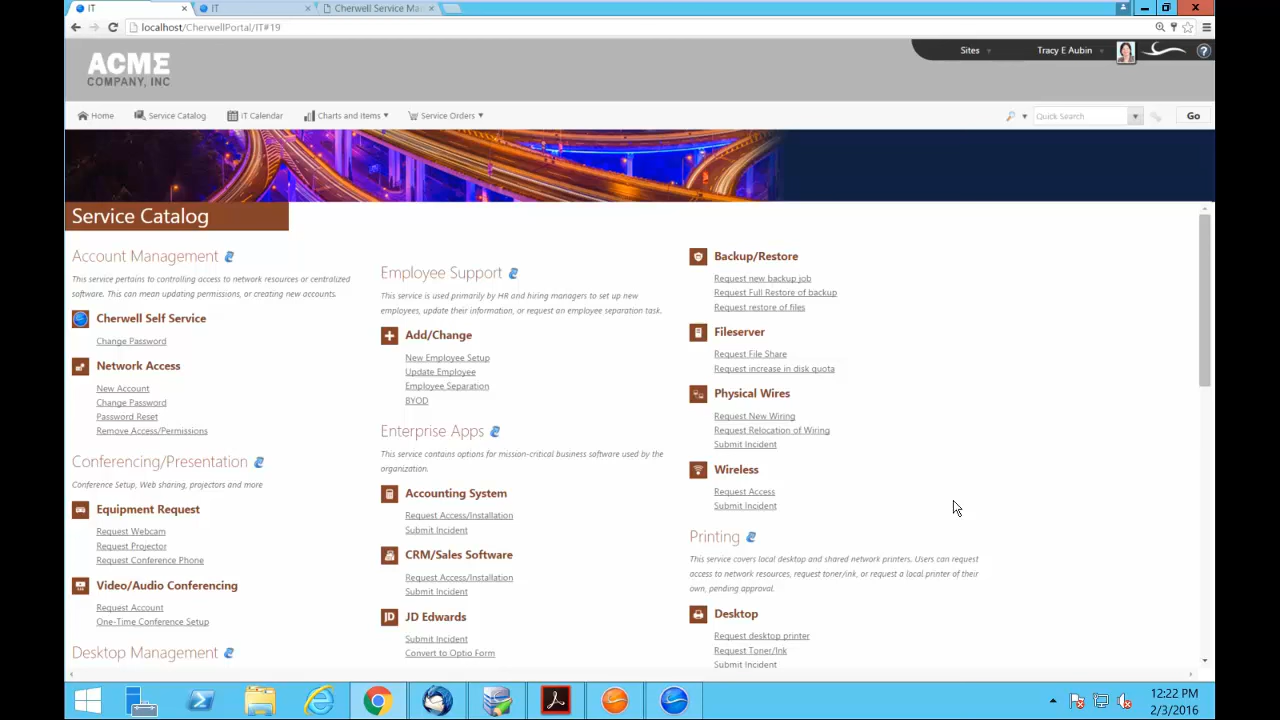 IT
IT
Cherwell Service Ma
localhost/CherwellPortal/IT#19
ACME
COMPANY, INC
Sites
Tracy E Aubin
Home
Service Catalog
IT Calendar
Charts and Items
Service Orders
Quick Search
Go
Service Catalog
Account Management
This service pertains to controlling access to network resources or centralized
software. This can mean updating permissions, or creating new accounts.
Cherwell Self Service
Change Password
Network Access
New Account
Change Password
Password Reset
Remove Access/Permissions
Conferencing/Presentation
Conference Setup, Web sharing, projectors and more
Equipment Request
Request Webcam
Request Projector
Request Conference Phone
Video/Audio Conferencing
Request Account
One-Time Conference Setup
Desktop Management
Employee Support
This service is used primarily by HR and hiring managers to set up new
employees, update their information, or request an employee separation task.
Add/Change
New Employee Setup
Update Employee
Employee Separation
BYOD
Enterprise Apps
This service contains options for mission-critical business software used by the
organization.
Accounting System
Request Access/Installation
Submit Incident
CRM/Sales Software
Request Access/Installation
Submit Incident
JD
JD Edwards
Submit Incident
Convert to Optio Form
Backup/Restore
Request new backup job
Request Full Restore of backup
Request restore of files
Fileserver
Request File Share
Request increase in disk quota
Physical Wires
Request New Wiring
Request Relocation of Wiring
Submit Incident
Wireless
Request Access
Submit Incident
Printing
This service covers local desktop and shared network printers. Users can request
access to network resources, request toner/ink, or request a local printer of their
own, pending approval.
Desktop
Request desktop printer
Request Toner/Ink
Submit Incident
12:22 PM
2/3/2016